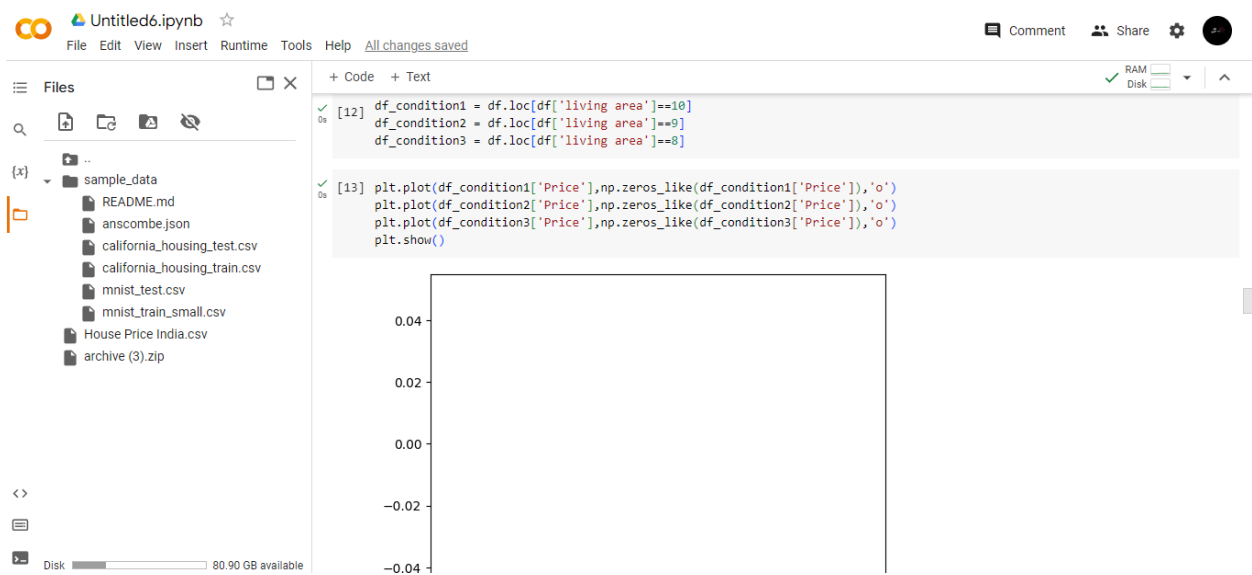 Untitled6.ipynb
Comment
Share
File Edit View Insert Runtime Tools Help All changes saved
Files
+ Code + Text
RAM
Disk
{x}
..
sample_data
README.md
anscombe.json
california_housing_test.csv
california_housing_train.csv
mnist_test.csv
mnist_train_small.csv
House Price India.csv
archive (3).zip
Disk
80.90 GB available
0s
[12]
df_condition1 = df.loc[df['living area']==10]
df_condition2 = df.loc[df['living area']==9]
df_condition3 = df.loc[df['living area']==8]
0s
[13]
plt.plot(df_condition1['Price'],np.zeros_like(df_condition1['Price']),'o')
plt.plot(df_condition2['Price'],np.zeros_like(df_condition2['Price']),'o')
plt.plot(df_condition3['Price'],np.zeros_like(df_condition3['Price']),'o')
plt.show()
0.04
0.02
0.00
−0.02
−0.04